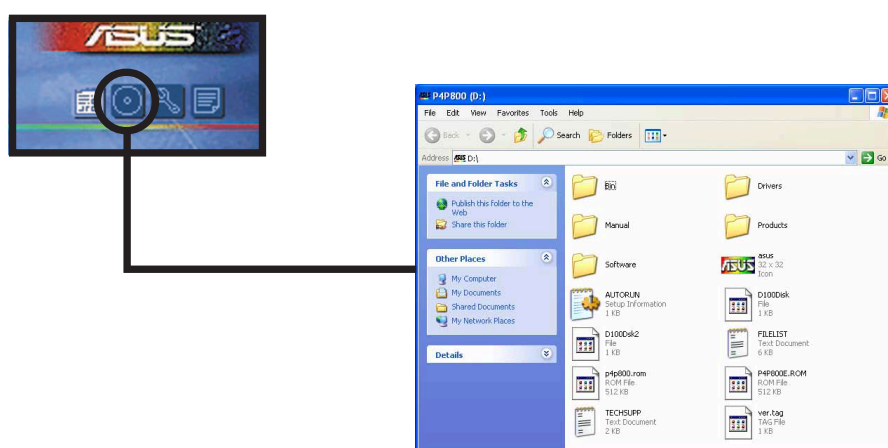 ASUS
P4P800 (D:)
File Edit View Favorites Tools Help
Back Search Folders
Address D:\ Go
File and Folder Tasks
Publish this folder to the
Web
Share this folder
Other Places
My Computer
My Documents
Shared Documents
My Network Places
Details
Bin
Drivers
Manual
Products
Software
ASUS
asus
32 x 32
Icon
AUTORUN
Setup Information
1 KB
D100Disk
File
1 KB
D100Dsk2
File
1 KB
FILELIST
Text Document
6 KB
p4p800.rom
ROM File
512 KB
P4P800E.ROM
ROM File
512 KB
TECHSUPP
Text Document
2 KB
ver.tag
TAG File
1 KB